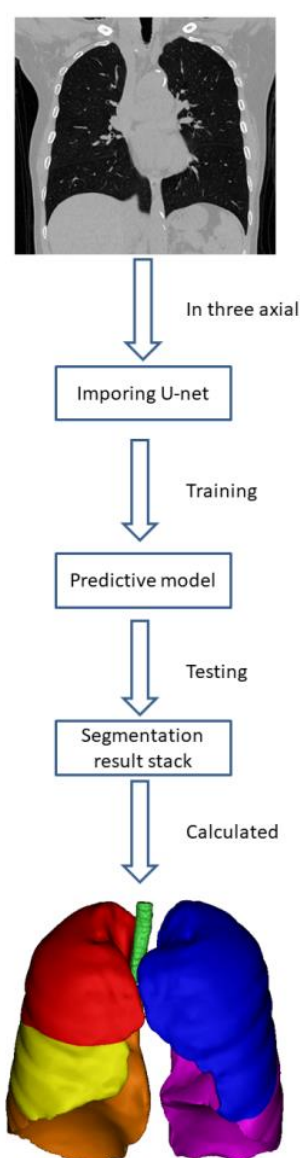 In three axial
Imporing U-net
Training
Predictive model
Testing
Segmentation
result stack
Calculated